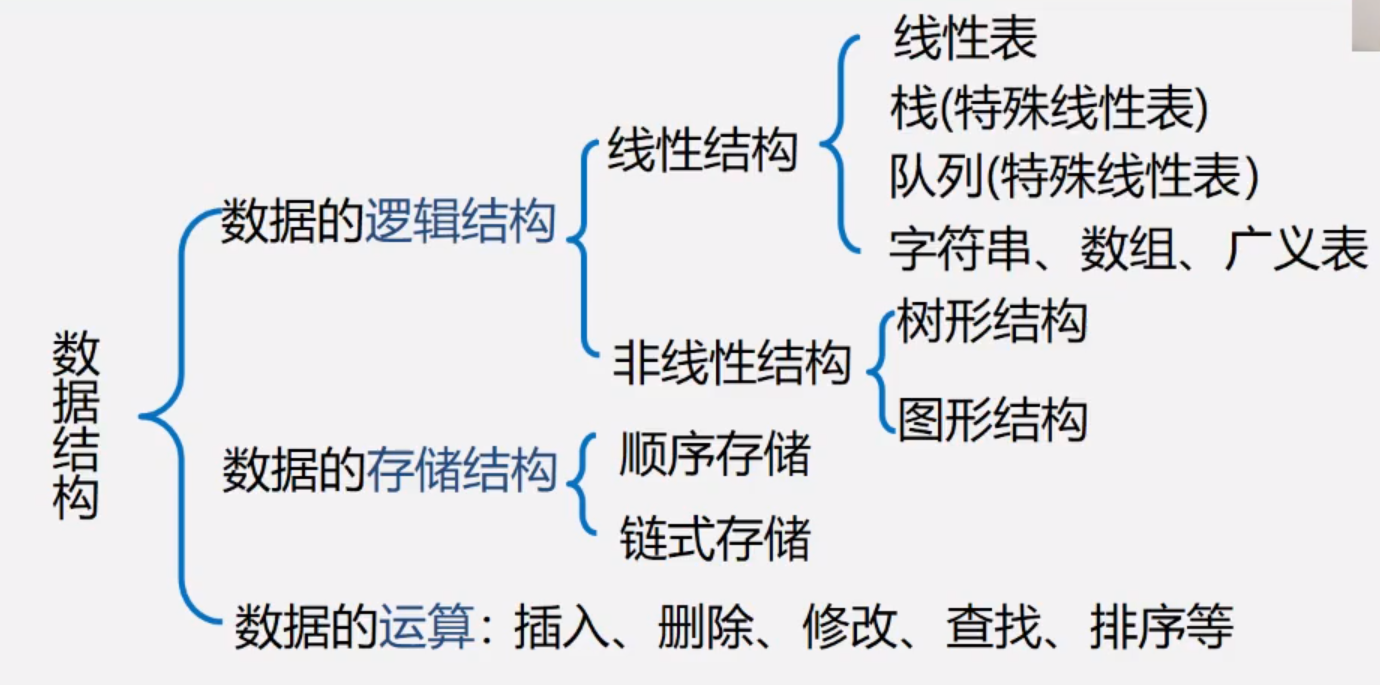 数据结构
数据的逻辑结构
线性结构
线性表
栈(特殊线性表)
队列(特殊线性表)
字符串、数组、广义表
非线性结构
树形结构
图形结构
数据的存储结构
顺序存储
链式存储
数据的运算：插入、删除、修改、查找、排序等